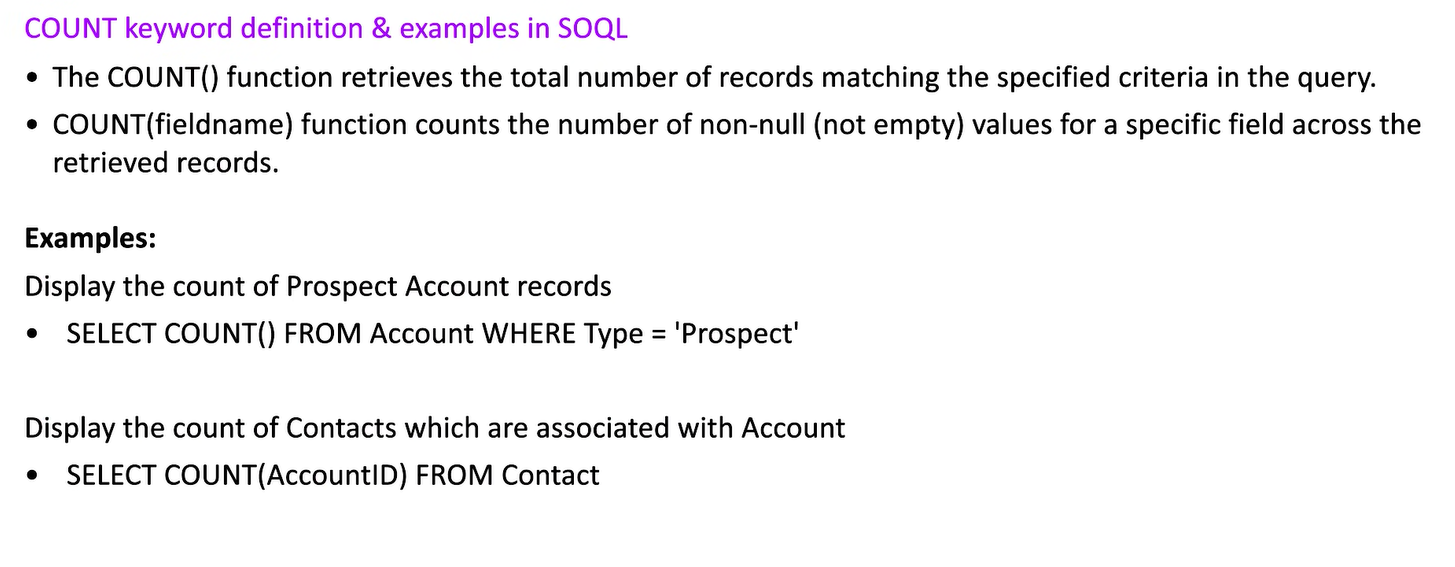 COUNT keyword definition & examples in SOQL
• The COUNT() function retrieves the total number of records matching the specified criteria in the query.
• COUNT(fieldname) function counts the number of non-null (not empty) values for a specific field across the
retrieved records.
Examples:
Display the count of Prospect Account records
• SELECT COUNT() FROM Account WHERE Type = 'Prospect'
Display the count of Contacts which are associated with Account
• SELECT COUNT(AccountID) FROM Contact